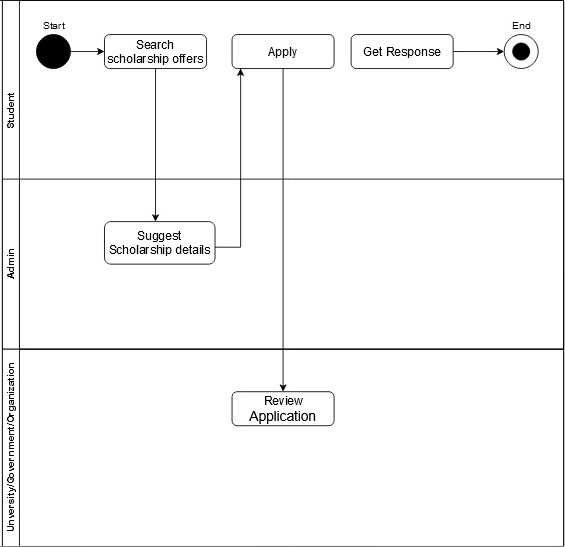 Start
End
Search
scholarship offers
Apply
Get Response
Student
Suggest
Scholarship details
Admin
Review
Application
Unversity/Government/Organization